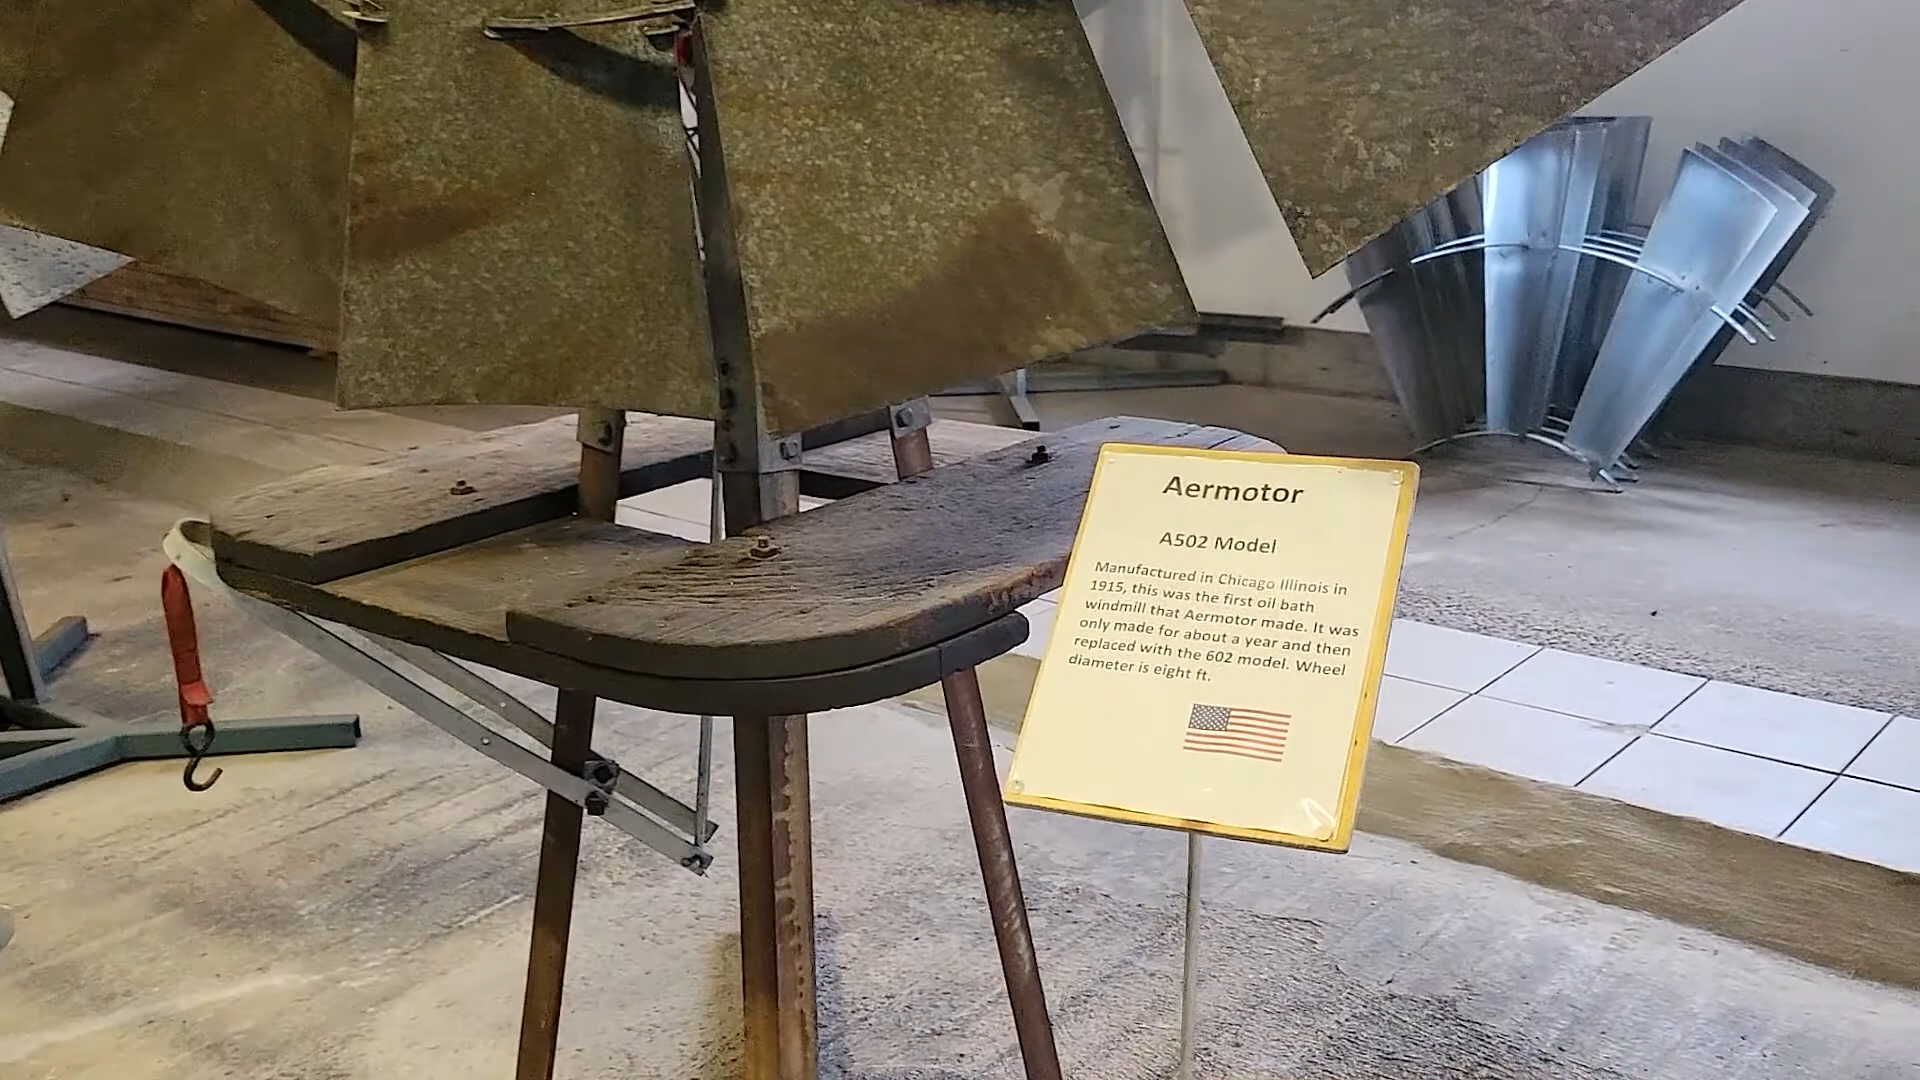 Aermotor
A502 Model
Manufactured in Chicago Illinois in
1915, this was the first oil bath
windmill that Aermotor made. It was
only made for about a year and then
replaced with the 602 model. Wheel
diameter is eight ft.